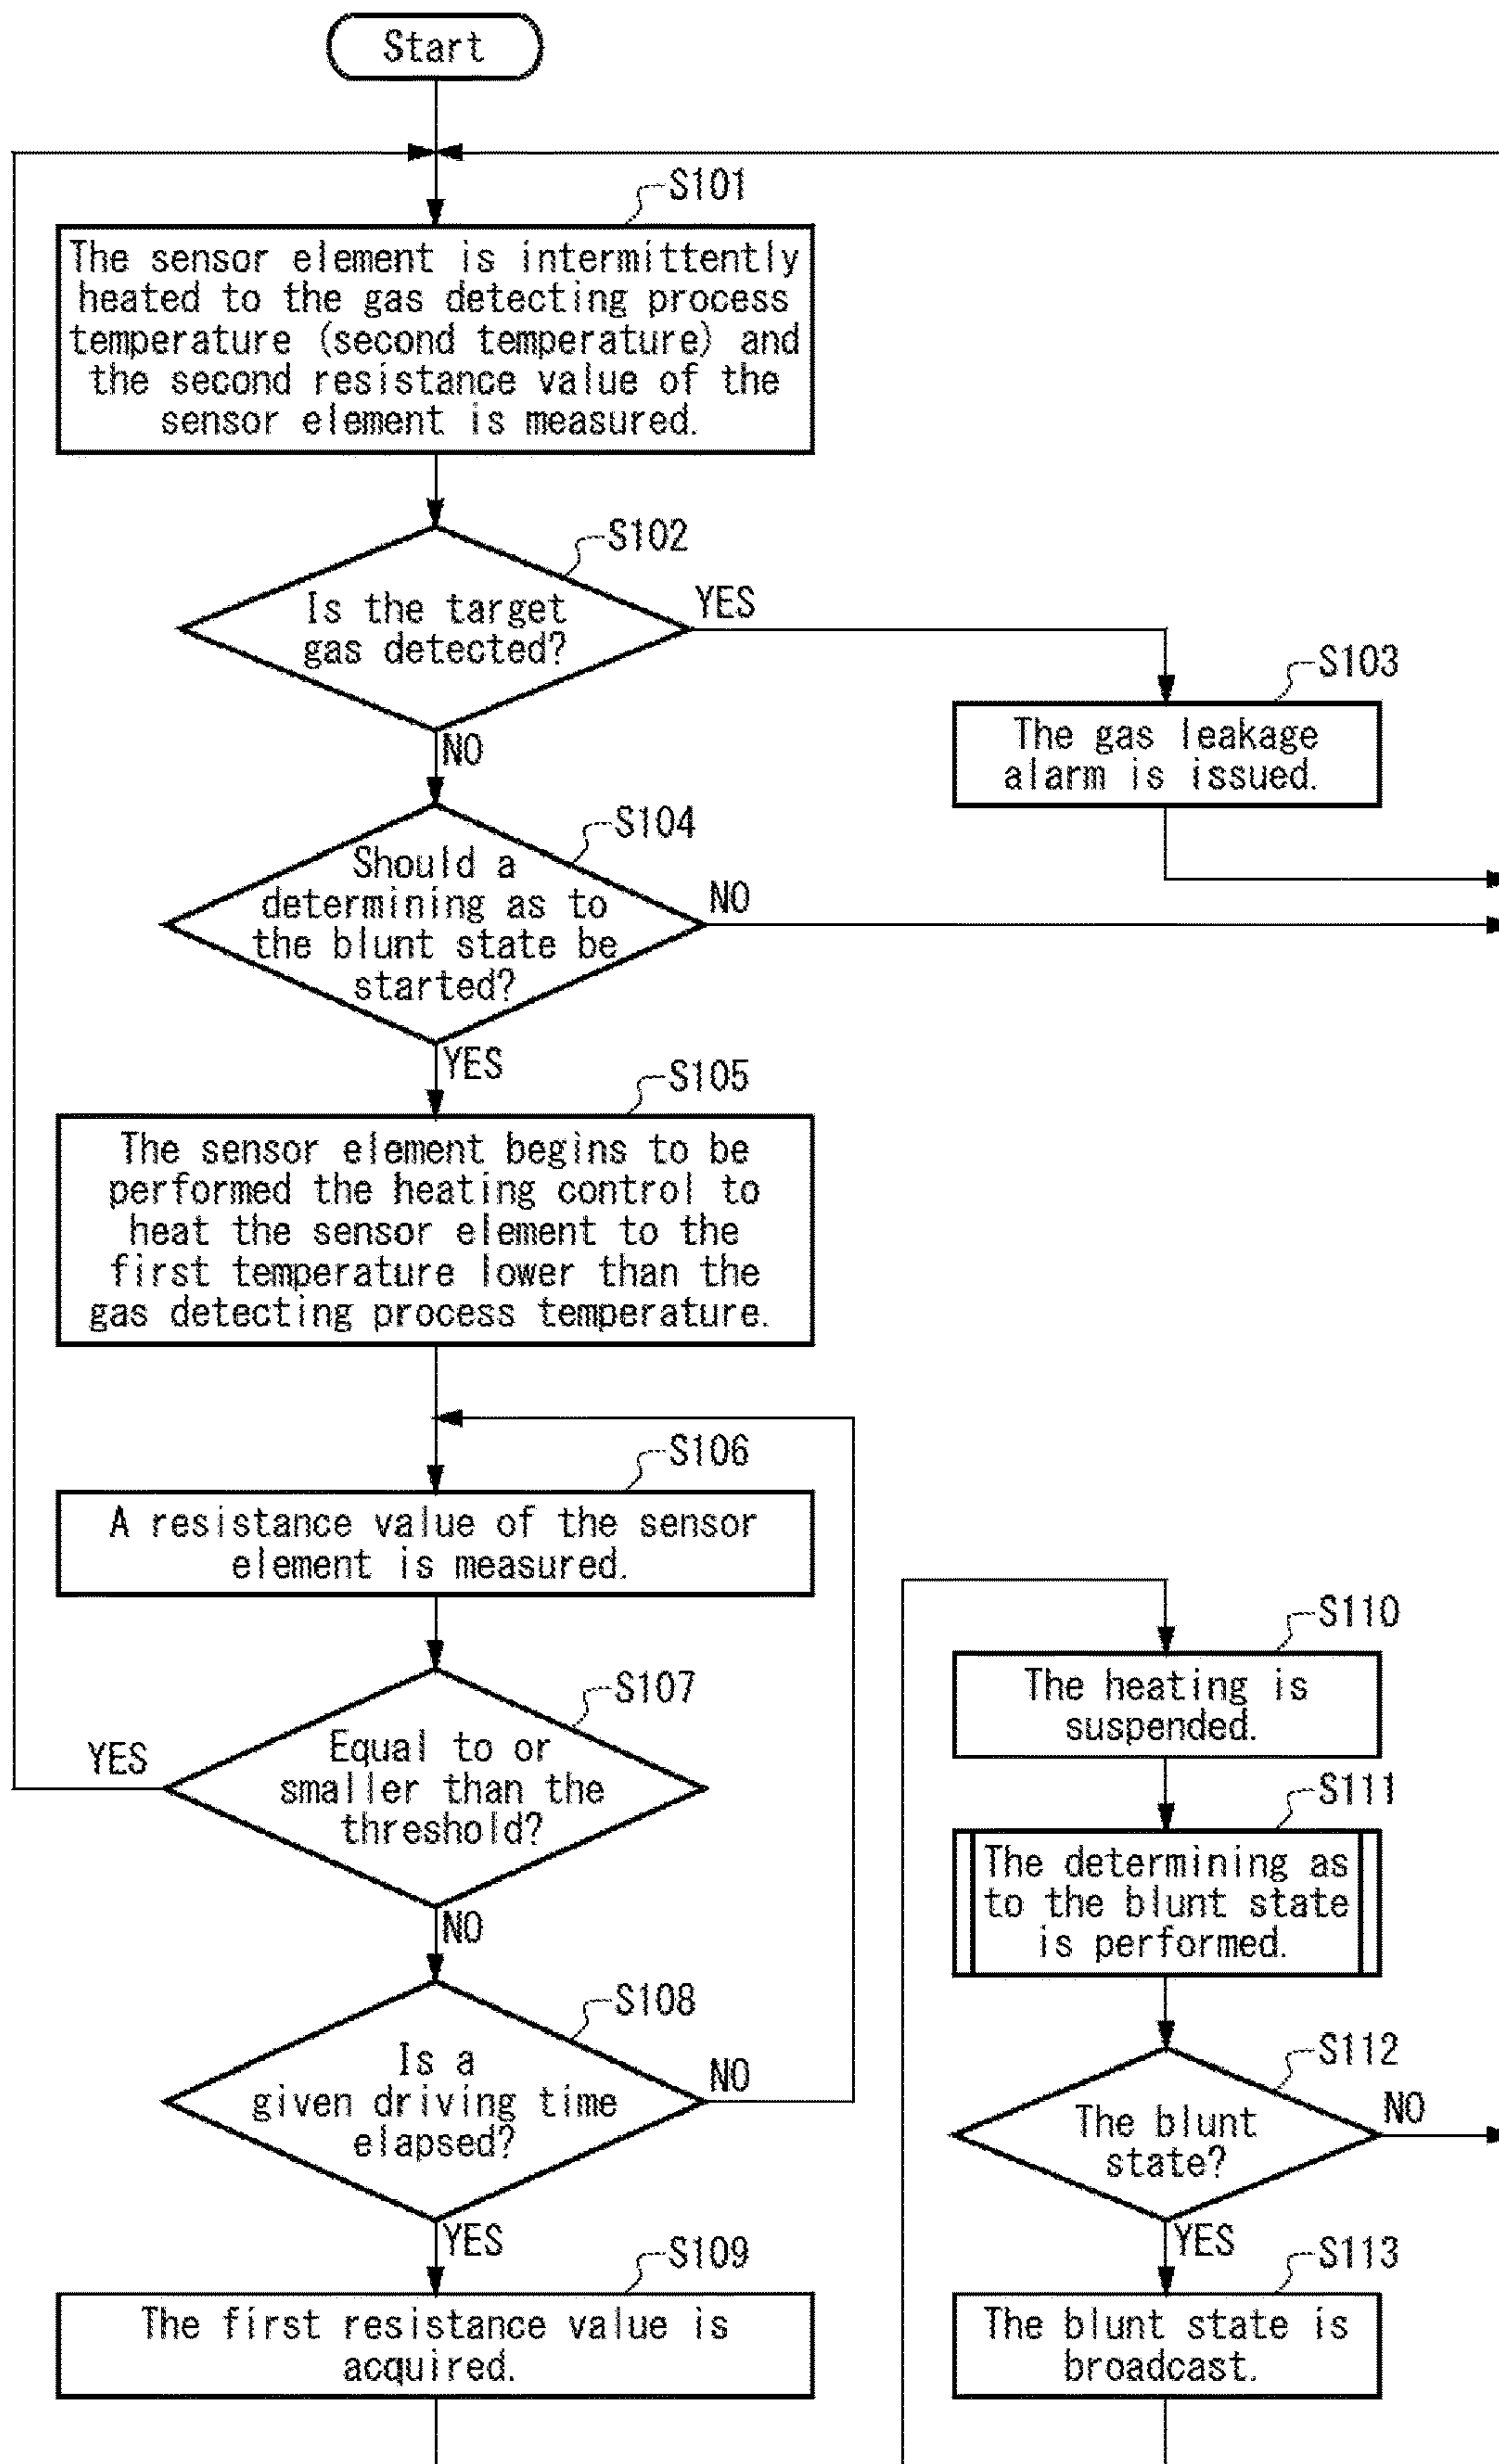 Start
S101
The sensor element is intermittently
heated to the gas detecting process
temperature (second temperature) and
the second resistance value of the
sensor element is measured.
S102
Is the target
gas detected?
YES
NO
S103
The gas leakage
alarm is issued.
S104
Should a
determining as to
the blunt state be
started?
NO
YES
S105
The sensor element begins to be
performed the heating control to
heat the sensor element to the
first temperature lower than the
gas detecting process temperature.
S106
A resistance value of the sensor
element is measured.
S107
Equal to or
smaller than the
threshold?
YES
NO
S108
Is a
given driving time
elapsed?
NO
YES
S109
The first resistance value is
acquired.
S110
The heating is
suspended.
S111
The determining as
to the blunt state
is performed.
S112
The blunt
state?
NO
YES
S113
The blunt state is
broadcast.